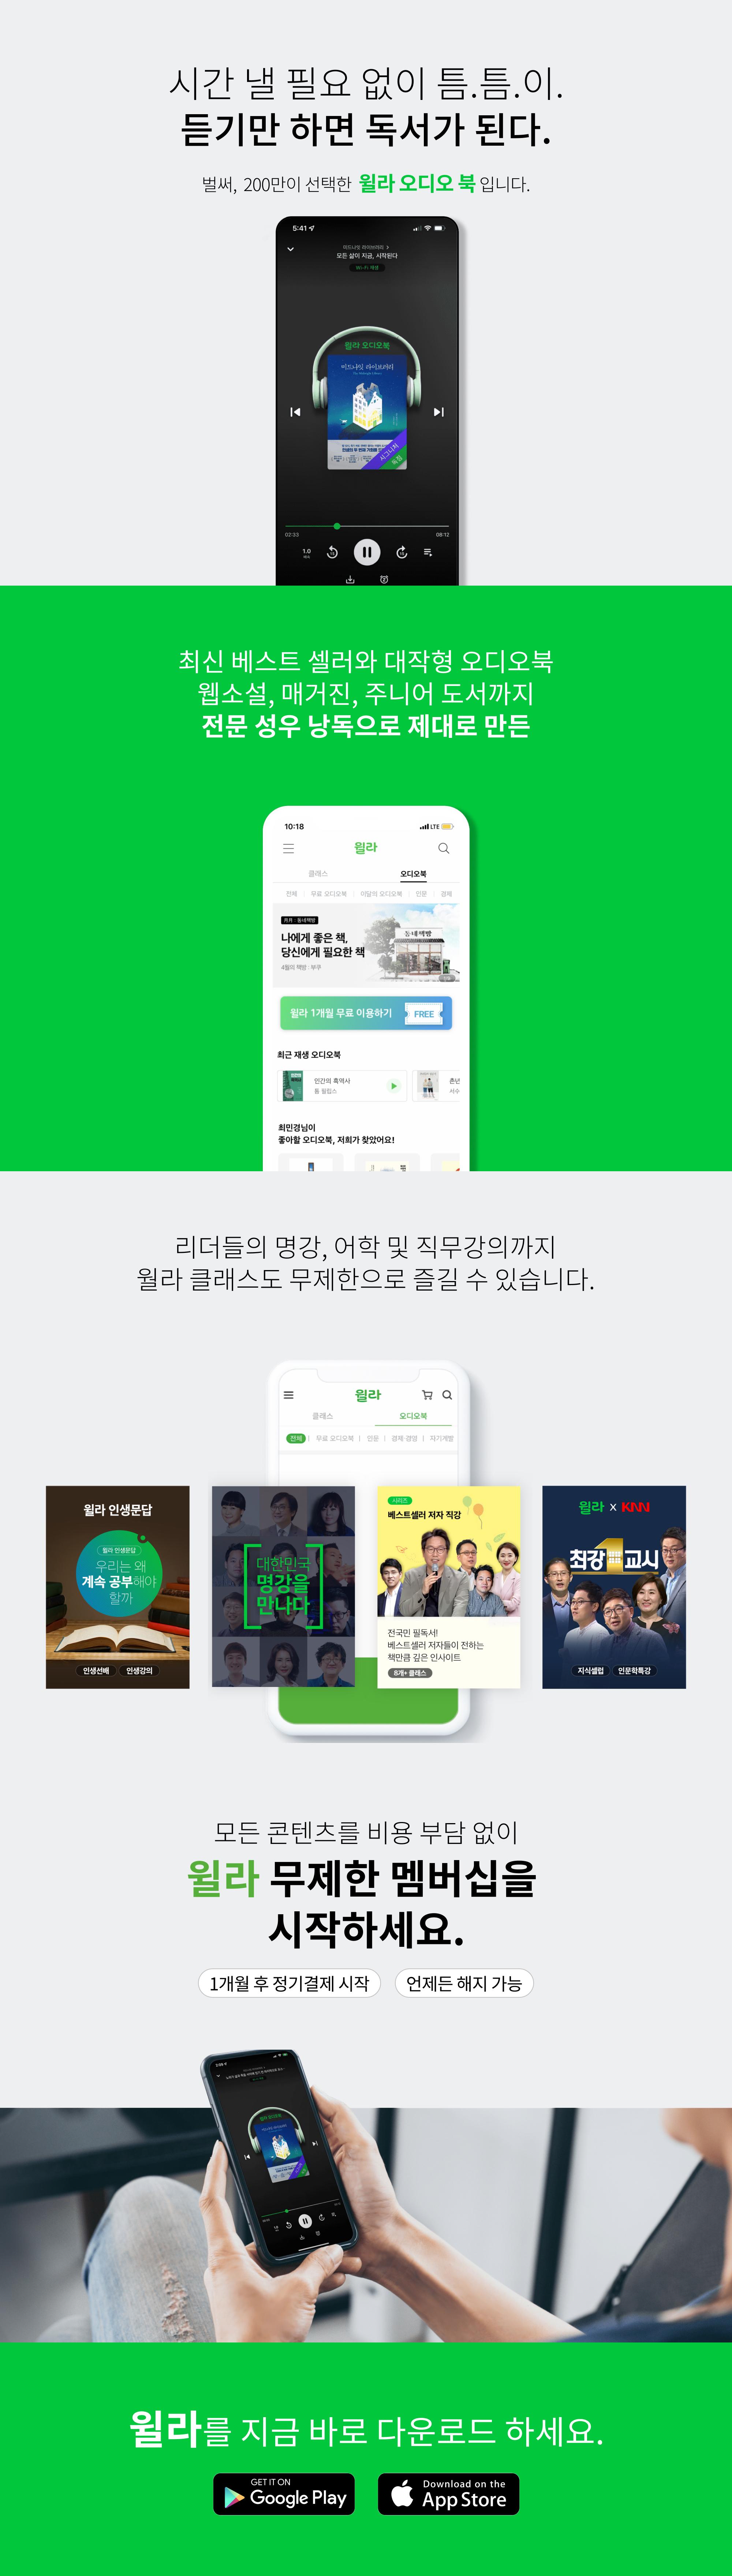 시간 낼 필요 없이 틈.틈.이.
듣기만 하면 독서가 된다.
벌써, 200만이 선택한 윌라 오디오 북 입니다.
5:41
미드나잇 라이브러리 >
모든 삶이 지금, 시작된다
Wi-Fi 재생
윌라 오디오북
미드나잇 라이브러리
The Midnight Library
시그니처
독점
02:33
08:12
1.0
배속
최신 베스트 셀러와 대작형 오디오북
웹소설, 매거진, 주니어 도서까지
전문 성우 낭독으로 제대로 만든
10:18
LTE
윌라
클래스
오디오북
전체
무료 오디오북
이달의 오디오북
인문
경제
동네책방
나에게 좋은 책,
당신에게 필요한 책
4월의 책방 : 부쿠
동네책방
윌라 1개월 무료 이용하기
FREE
최근 재생 오디오북
인간의 흑역사
톰 필립스
최민경님이
좋아할 오디오북, 저희가 찾았어요!
리더들의 명강, 어학 및 직무강의까지
월라 클래스도 무제한으로 즐길 수 있습니다.
윌라
클래스
오디오북
전체
무료 오디오북
인문
경제·경영
자기계발
윌라 인생문답
윌라 인생문답
우리는 왜
계속 공부해야
할까
인생선배
인생강의
대한민국
명강을
만나다
시리즈
베스트셀러 저자 직강
전국민 필독서!
베스트셀러 저자들이 전하는
책만큼 깊은 인사이트
8개+ 클래스
윌라 X KNN
최강1교시
지식셀럽
인문학특강
모든 콘텐츠를 비용 부담 없이
윌라 무제한 멤버십을
시작하세요.
1개월 후 정기결제 시작
언제든 해지 가능
윌라 오디오북
윌라를 지금 바로 다운로드 하세요.
GET IT ON
Google Play
Download on the
App Store